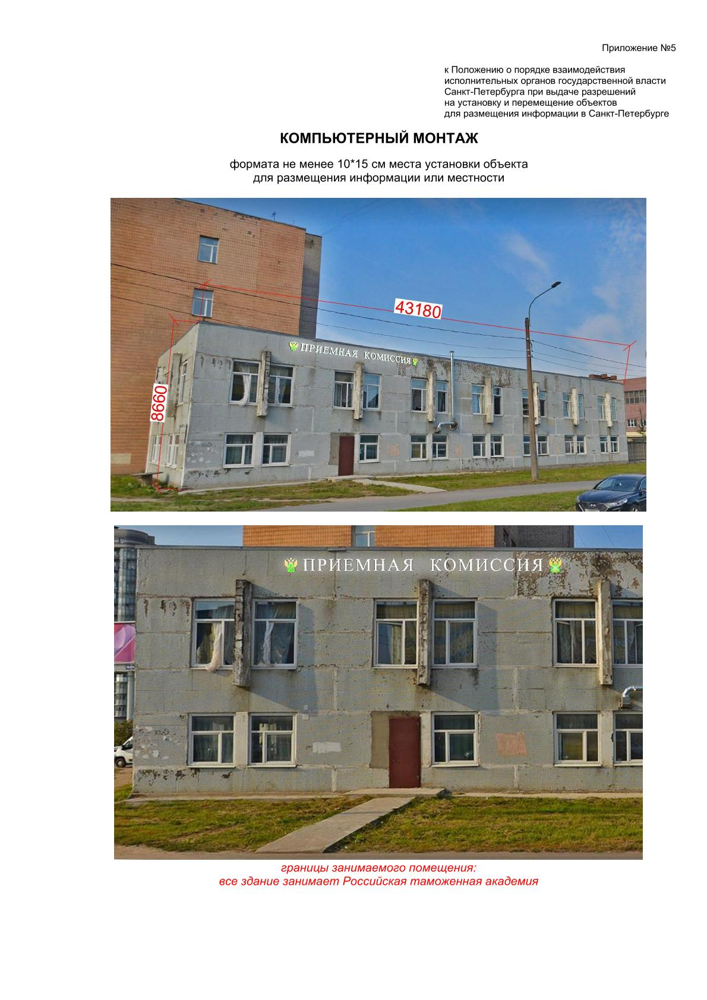 Приложение №5
к Положению о порядке взаимодействия
исполнительных органов государственной власти
Санкт-Петербурга при выдаче разрешений
на установку и перемещение объектов
для размещения информации в Санкт-Петербурге
КОМПЬЮТЕРНЫЙ МОНТАЖ
формата не менее 10*15 см места установки объекта
для размещения информации или местности
43180
ПРИЕМНАЯ КОМИССИЯ
8660
ПРИЕМНАЯ КОМИССИЯ
границы занимаемого помещения:
все здание занимает Российская таможенная академия